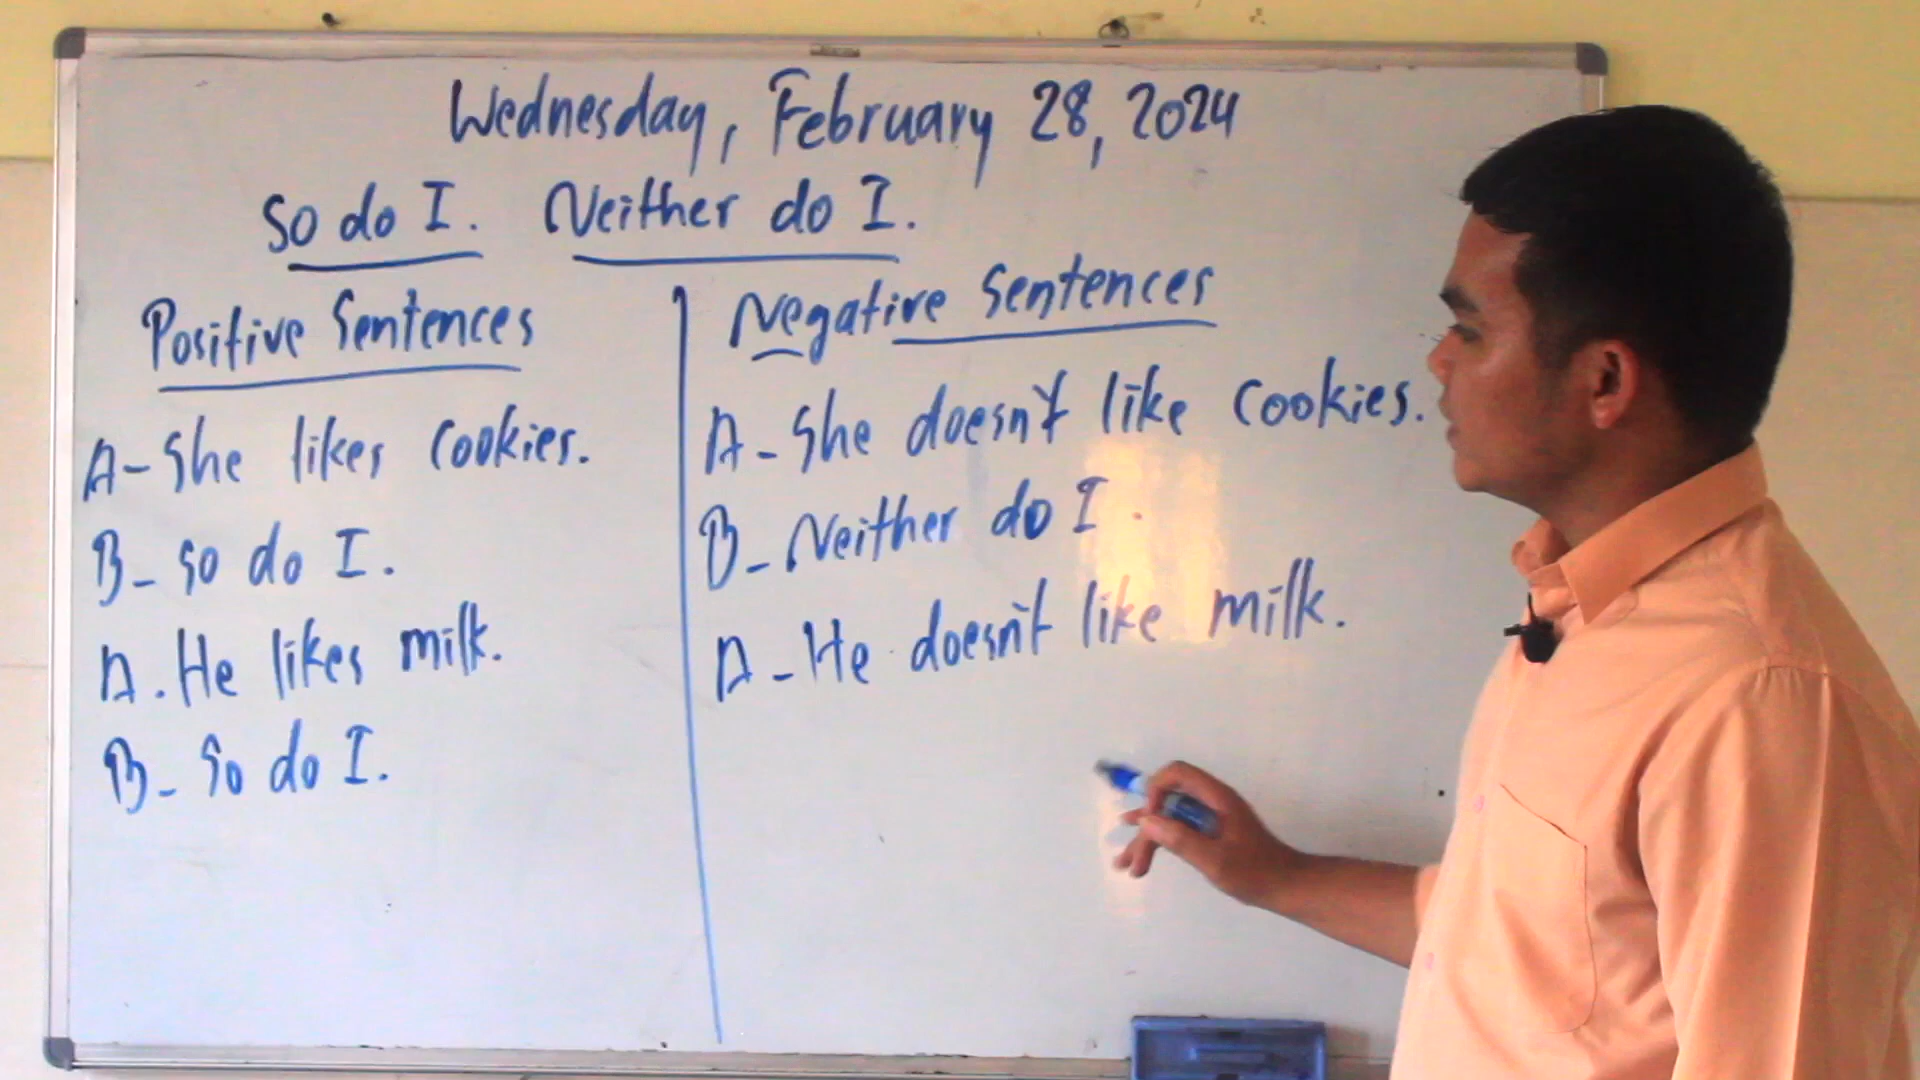 Wednesday, February 28, 2024
So do I. Neither do I.
Positive Sentences
A- She likes cookies.
B- So do I.
A. He likes milk.
B- So do I.
Negative Sentences
A- She doesn't like cookies.
B- Neither do I.
A- He doesn't like milk.